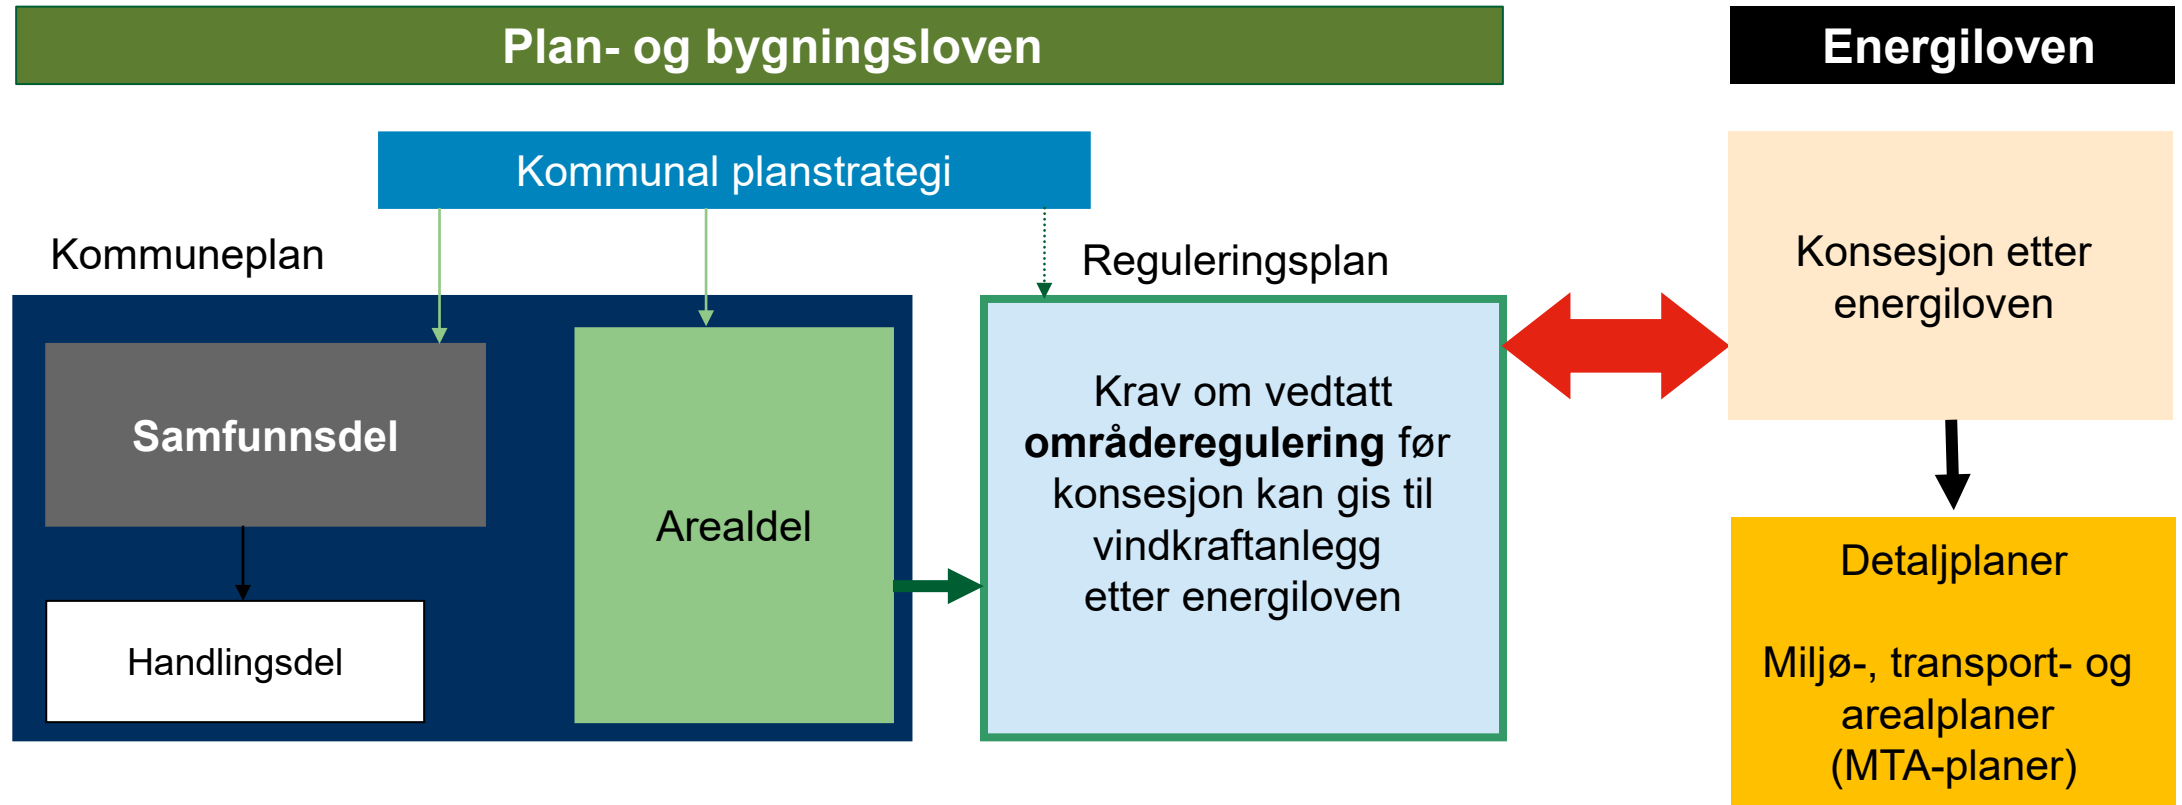 Plan- og bygningsloven
Energiloven
Kommunal planstrategi
Kommuneplan
Reguleringsplan
Samfunnsdel
Handlingsdel
Arealdel
Krav om vedtatt
områderegulering før
konsesjon kan gis til
vindkraftanlegg
etter energiloven
Konsesjon etter
energiloven
Detaljplaner
Miljø-, transport- og
arealplaner
(MTA-planer)